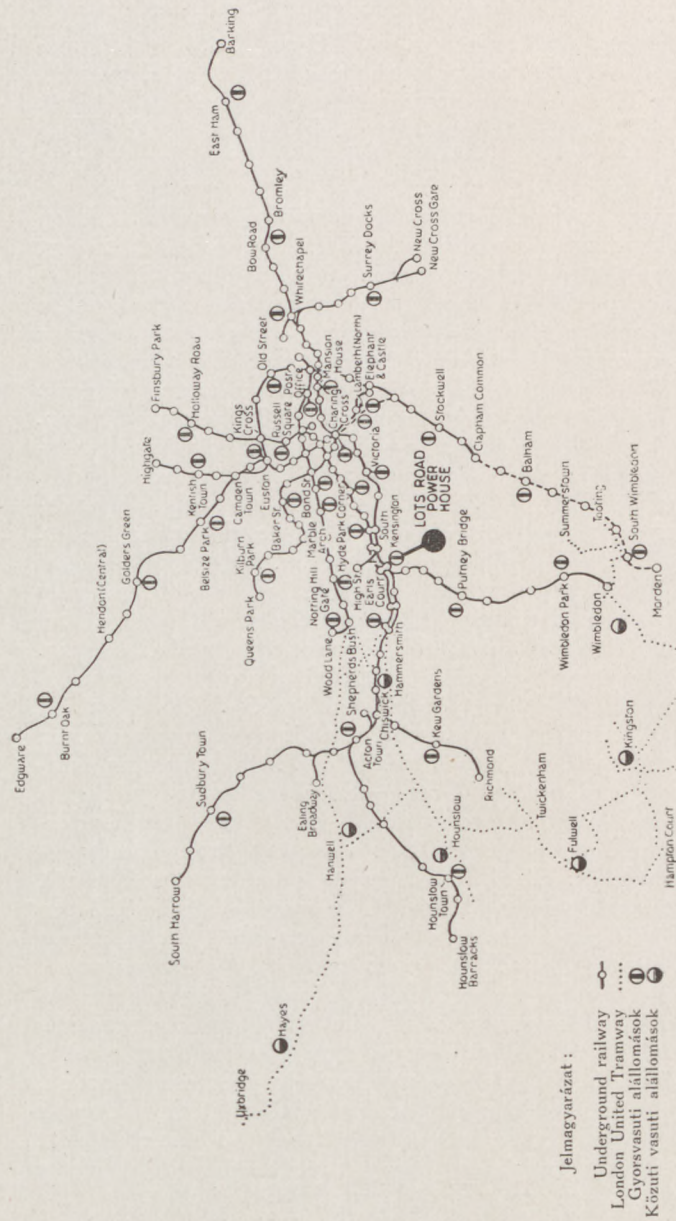 Edgware
Burnt Oak
Hendon (Central)
Golders Green
Highgate
Finsbury Park
Kentish
Town
Holloway Road
Belsize Park
Camden
Town
Kings
Cross
Old Street
Euston
Russell
Square
Post
Office
Kilburn
Park
Queens Park
Baker St.
Bond St.
Marble
Arch
Hyde Park Corner
Notting Hill
Gate
High St.
Earls
Court
South
Kensington
Wood Lane
Shepherds Bush
Hammersmith
Chiswick
Acton
Town
Kew Gardens
Richmond
Charing
Cross
Mansion
House
Lambeth (North)
Elephant
& Castle
Victoria
LOTS ROAD
POWER
HOUSE
Whitechapel
Bow Road
Bromley
East Ham
Barking
Surrey Docks
New Cross
New Cross Gare
Stockwell
Clapham Common
Balham
Summerstown
Tooting
South Wimbledon
Morden
Putney Bridge
Wimbledon Park
Wimbledon
Kingston
Hampton Court
Fulwell
Twickenham
Hounslow
Hounslow
Town
Hounslow
Barracks
Hanwell
Ealing
Broadway
Sudbury Town
South Harrow
Hayes
Uxbridge
Jelmagyarázat :
Underground railway
London United Tramway
Gyorsvasuti alállomások
Közuti vasuti alállomások